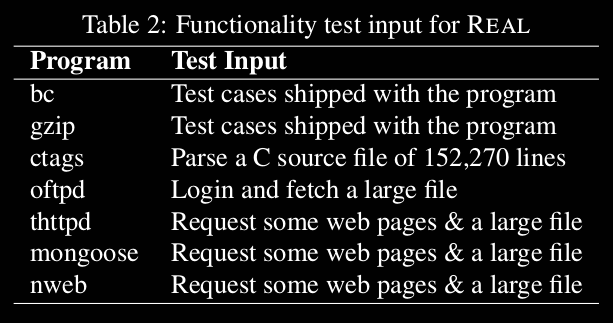 Table 2: Functionality test input for REAL
Program Test Input
bc Test cases shipped with the program
gzip Test cases shipped with the program
ctags Parse a C source file of 152,270 lines
oftpd Login and fetch a large file
thttpd Request some web pages & a large file
mongoose Request some web pages & a large file
nweb Request some web pages & a large file